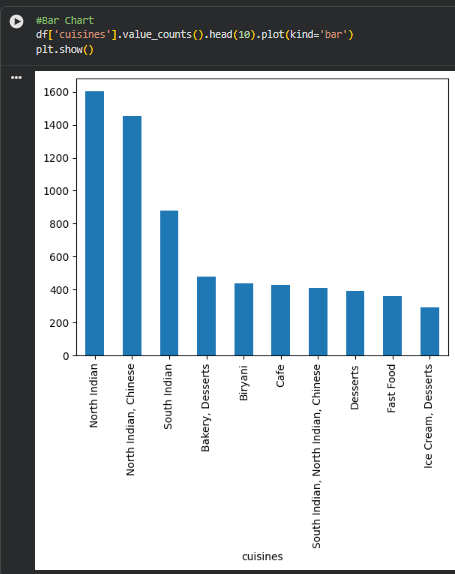 #Bar Chart
df['cuisines'].value_counts().head(10).plot(kind='bar')
plt.show()
1600
1400
1200
1000
800
600
400
200
0
North Indian
North Indian, Chinese
South Indian
Bakery, Desserts
Biryani
Cafe
South Indian, North Indian, Chinese
Desserts
Fast Food
Ice Cream, Desserts
cuisines